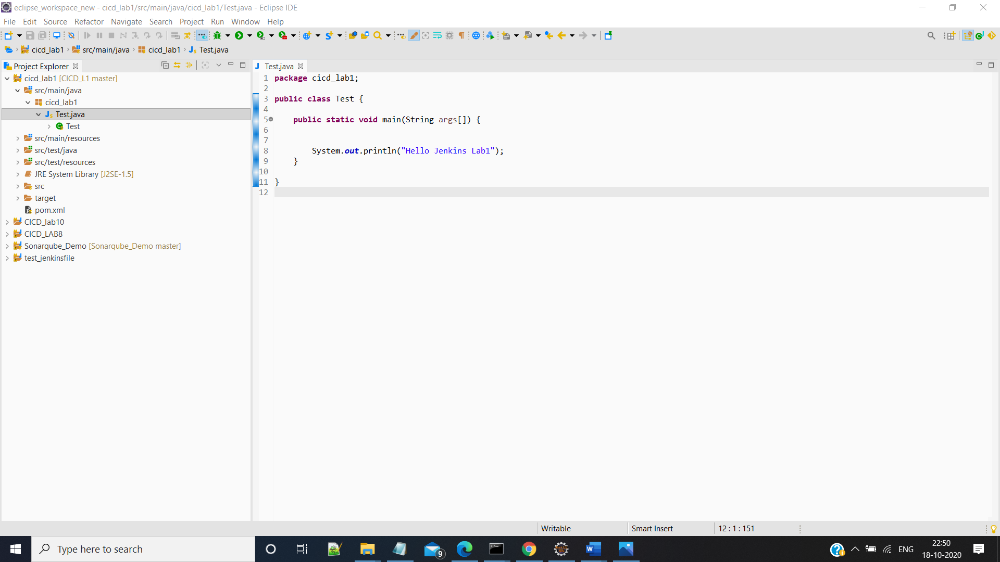 eclipse_workspace_new - cicd_lab1/src/main/java/cicd_lab1/Test.java - Eclipse IDE
File Edit Source Refactor Navigate Search Project Run Window Help
cicd_lab1 src/main/java cicd_lab1 Test.java
Project Explorer
cicd_lab1 [CICD_L1 master]
src/main/java
cicd_lab1
Test.java
Test
src/main/resources
src/test/java
src/test/resources
JRE System Library [J2SE-1.5]
src
target
pom.xml
CICD_lab10
CICD_LAB8
Sonarqube_Demo [Sonarqube_Demo master]
test_jenkinsfile
Test.java
1 package cicd_lab1;
2
3 public class Test {
4
5 public static void main(String args[]) {
6
7
8 System.out.println("Hello Jenkins Lab1");
9 }
10
11 }
12
Writable Smart Insert 12 : 1 : 151
Type here to search
9
ENG
22:50
18-10-2020